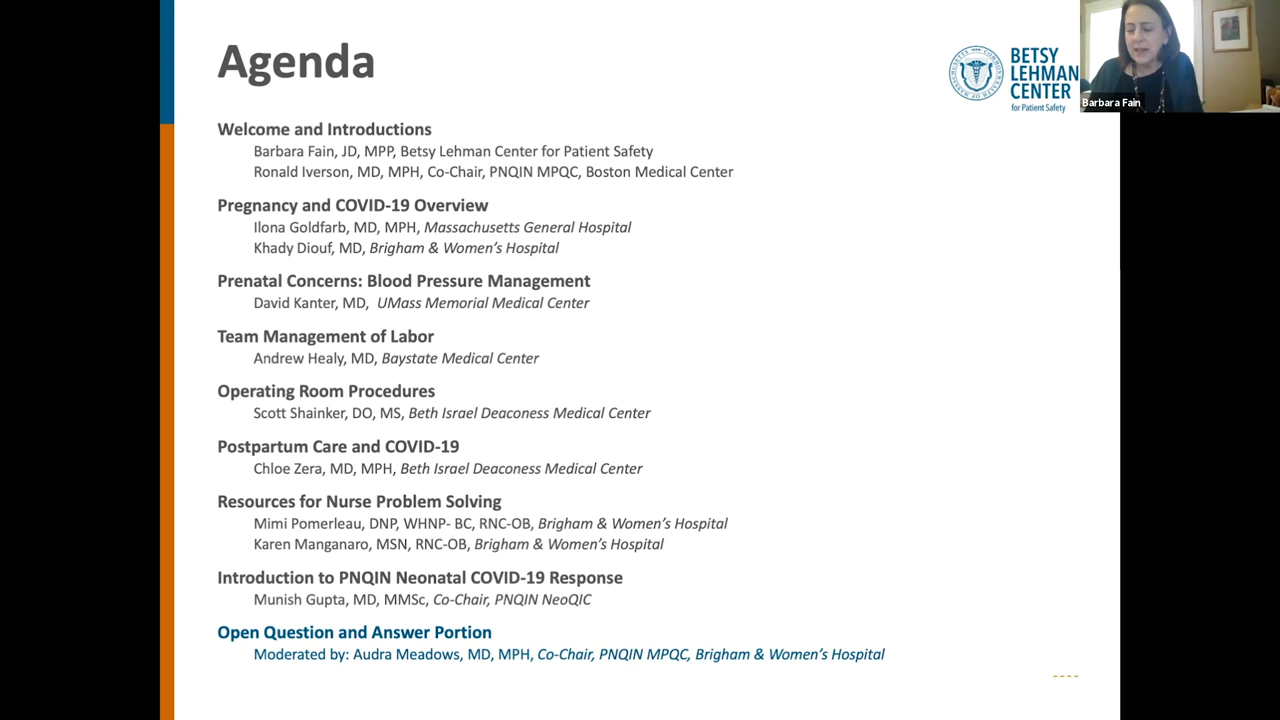 Agenda
BETSY
LEHMAN
CENTER
for Patient Safety
Barbara Fain
Welcome and Introductions
Barbara Fain, JD, MPP, Betsy Lehman Center for Patient Safety
Ronald Iverson, MD, MPH, Co-Chair, PNQIN MPQC, Boston Medical Center
Pregnancy and COVID-19 Overview
Ilona Goldfarb, MD, MPH, Massachusetts General Hospital
Khady Diouf, MD, Brigham & Women's Hospital
Prenatal Concerns: Blood Pressure Management
David Kanter, MD, UMass Memorial Medical Center
Team Management of Labor
Andrew Healy, MD, Baystate Medical Center
Operating Room Procedures
Scott Shainker, DO, MS, Beth Israel Deaconess Medical Center
Postpartum Care and COVID-19
Chloe Zera, MD, MPH, Beth Israel Deaconess Medical Center
Resources for Nurse Problem Solving
Mimi Pomerleau, DNP, WHNP- BC, RNC-OB, Brigham & Women's Hospital
Karen Manganaro, MSN, RNC-OB, Brigham & Women's Hospital
Introduction to PNQIN Neonatal COVID-19 Response
Munish Gupta, MD, MMSc, Co-Chair, PNQIN NeoQIC
Open Question and Answer Portion
Moderated by: Audra Meadows, MD, MPH, Co-Chair, PNQIN MPQC, Brigham & Women's Hospital